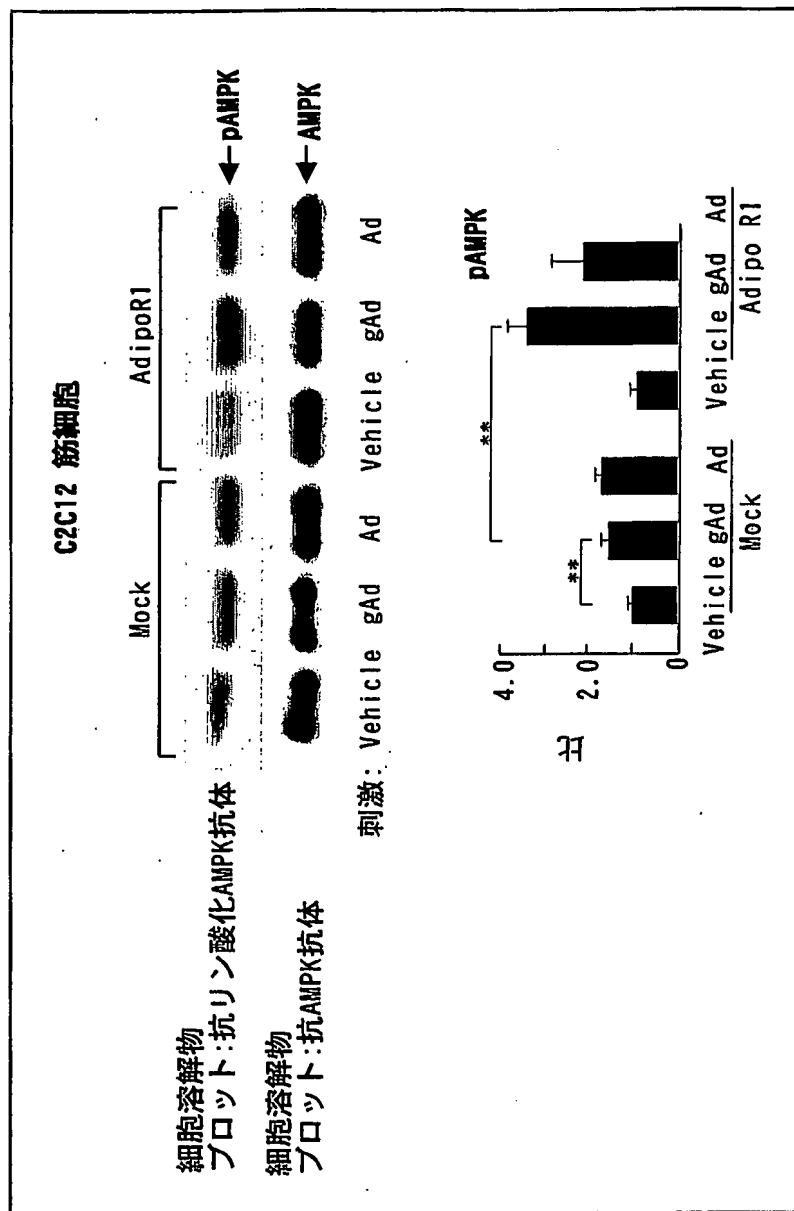 C2C12 筋細胞
Mock
AdipoR1
細胞溶解物
ブロット:抗リン酸化AMPK抗体
←pAMPK
細胞溶解物
ブロット:抗AMPK抗体
←AMPK
刺激: Vehicle gAd Ad Vehicle gAd Ad
pAMPK
比
4.0
2.0
0
**
**
Vehicle gAd Ad Vehicle gAd Ad
Mock
Adipo R1